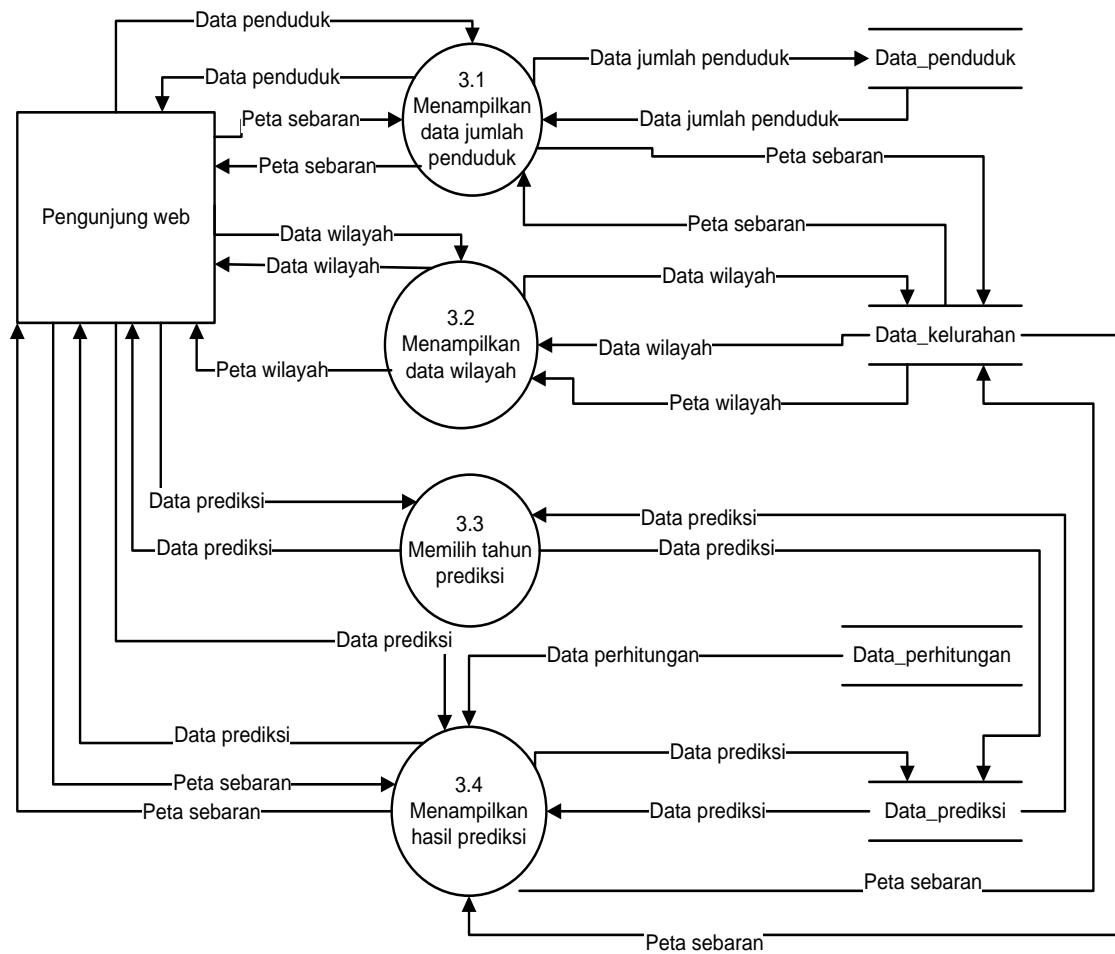 Data penduduk
Data penduduk
Peta sebaran
Peta sebaran
3.1
Menampilkan
data jumlah
penduduk
Data jumlah penduduk
Data_penduduk
Data jumlah penduduk
Peta sebaran
Peta sebaran
Pengunjung web
Data wilayah
Data wilayah
Peta wilayah
3.2
Menampilkan
data wilayah
Data wilayah
Data wilayah
Data_kelurahan
Peta wilayah
Data prediksi
Data prediksi
3.3
Memilih tahun
prediksi
Data prediksi
Data prediksi
Data prediksi
Data perhitungan
Data_perhitungan
Data prediksi
Peta sebaran
Peta sebaran
3.4
Menampilkan
hasil prediksi
Data prediksi
Data prediksi
Data_prediksi
Peta sebaran
Peta sebaran